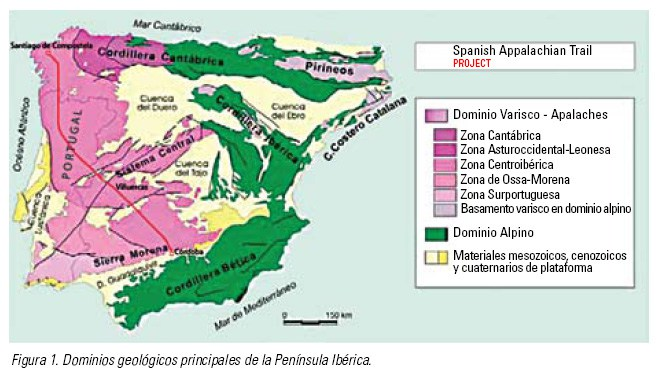 Mar Cantábrico
Santiago de Compostela
Cordillera Cantábrica
Pirineos
Océano Atlántico
PORTUGAL
Cuenca
del Duero
Cordillera Ibérica
Cuenca
del Ebro
C-Costero Catalana
Sistema Central
Cuenca
del Tajo
Villuercas
Cuenca
Lusitánica
Sierra Morena
Córdoba
D. Guadalquivir
Cordillera Bética
Mar de Mediterráneo
0 150 km
Spanish Appalachian Trail
PROJECT
Dominio Varisco - Apalaches
Zona Cantábrica
Zona Asturoccidental-Leonesa
Zona Centroibérica
Zona de Ossa-Morena
Zona Surportuguesa
Basamento varisco en dominio alpino
Dominio Alpino
Materiales mesozoicos, cenozoicos
y cuaternarios de plataforma
Figura 1. Dominios geológicos principales de la Península Ibérica.